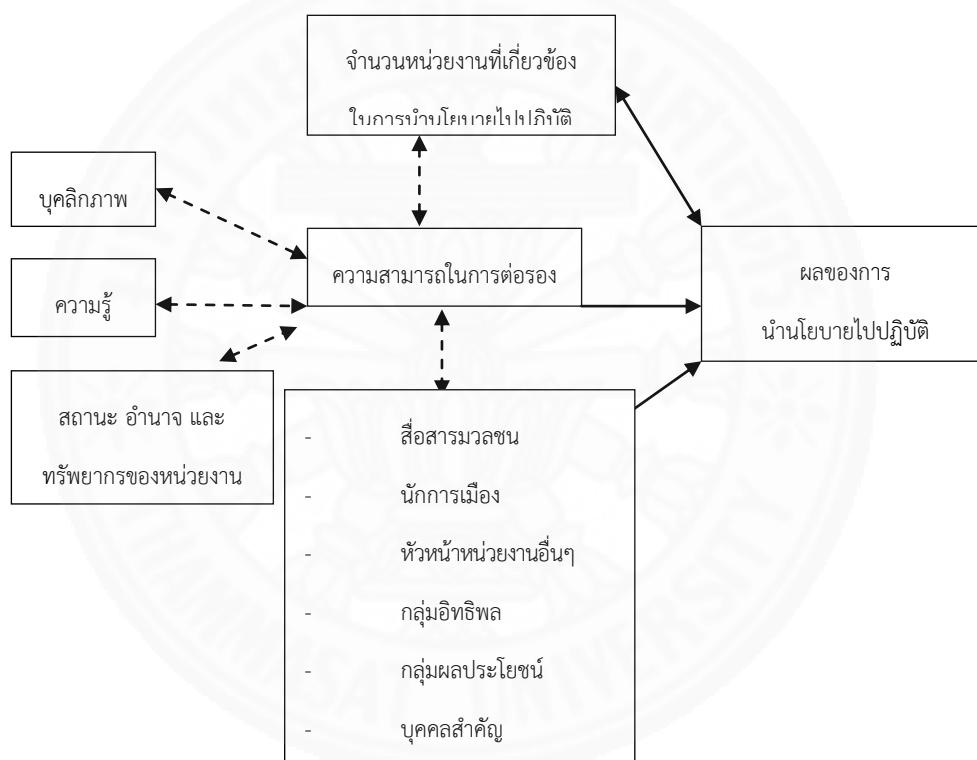 จำนวนหน่วยงานที่เกี่ยวข้อง
ในการนำนโยบายไปปฏิบัติ
บุคลิกภาพ
ความสามารถในการต่อรอง
ผลของการ
นำนโยบายไปปฏิบัติ
ความรู้
สถานะ อำนาจ และ
ทรัพยากรของหน่วยงาน
- สื่อสารมวลชน
- นักการเมือง
- หัวหน้าหน่วยงานอื่นๆ
- กลุ่มอิทธิพล
- กลุ่มผลประโยชน์
- บุคคลสำคัญ
THAMMASAT UNIVERSITY